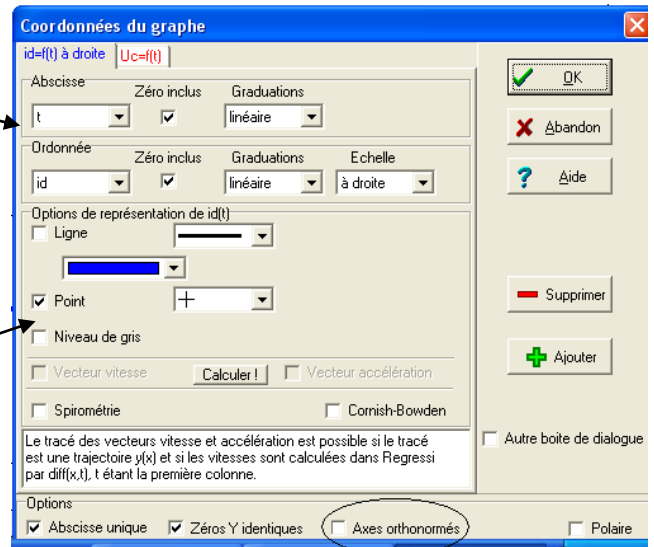 Coordonnées du graphe
id=f(t) à droite Uc=f(t)
Abscisse
Zéro inclus Graduations
t linéaire
Ordonnée
Zéro inclus Graduations Echelle
id linéaire à droite
Options de représentation de id(t)
Ligne
Point
Niveau de gris
Vecteur vitesse Calculer ! Vecteur accélération
Spirométrie Cornish-Bowden
Le tracé des vecteurs vitesse et accélération est possible si le tracé
est une trajectoire y(x) et si les vitesses sont calculées dans Regressi
par diff(x,t), t étant la première colonne.
OK
Abandon
Aide
Supprimer
Ajouter
Autre boite de dialogue
Options
Abscisse unique Zéros Y identiques Axes orthonormés Polaire